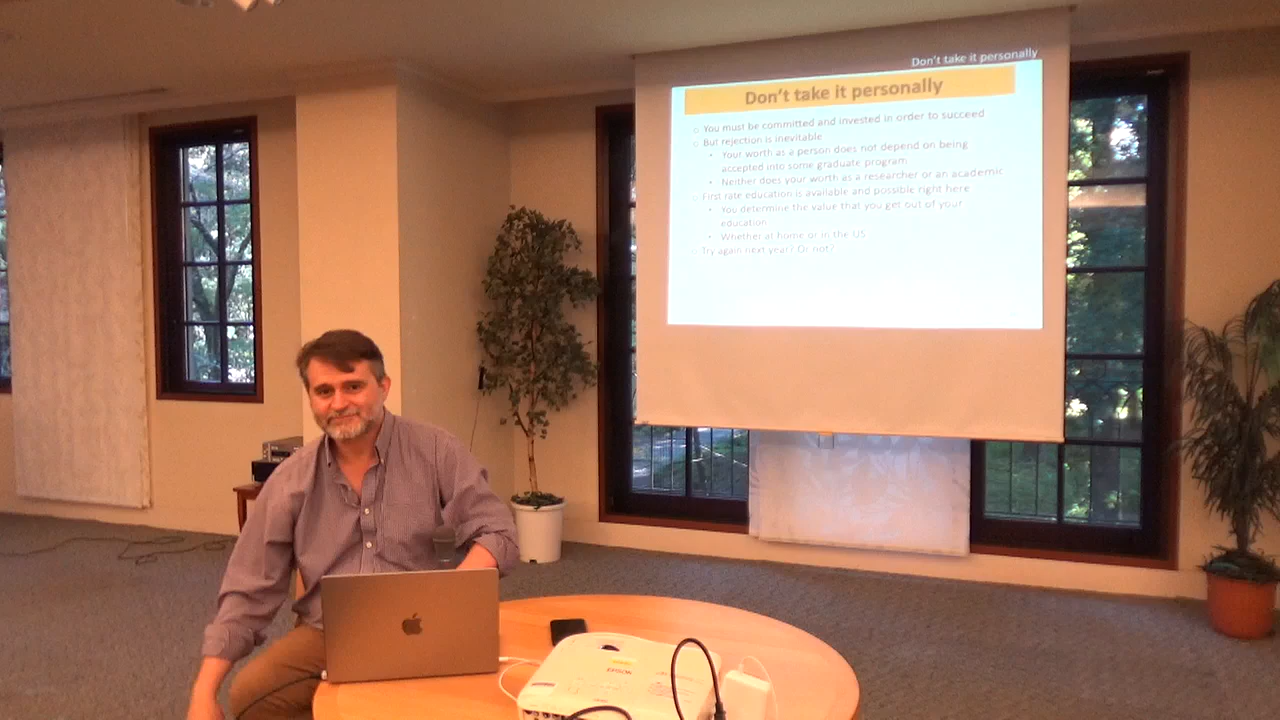 Don't take it personally
Don't take it personally
You must be committed and invested in order to succeed
But rejection is inevitable
Your worth as a person does not depend on being
accepted into some graduate program
Neither does your worth as a researcher or an academic
First rate education is available and possible right here
You determine the value that you get out of your
education
Whether at home or in the US
Try again next year? Or not?
EPSON